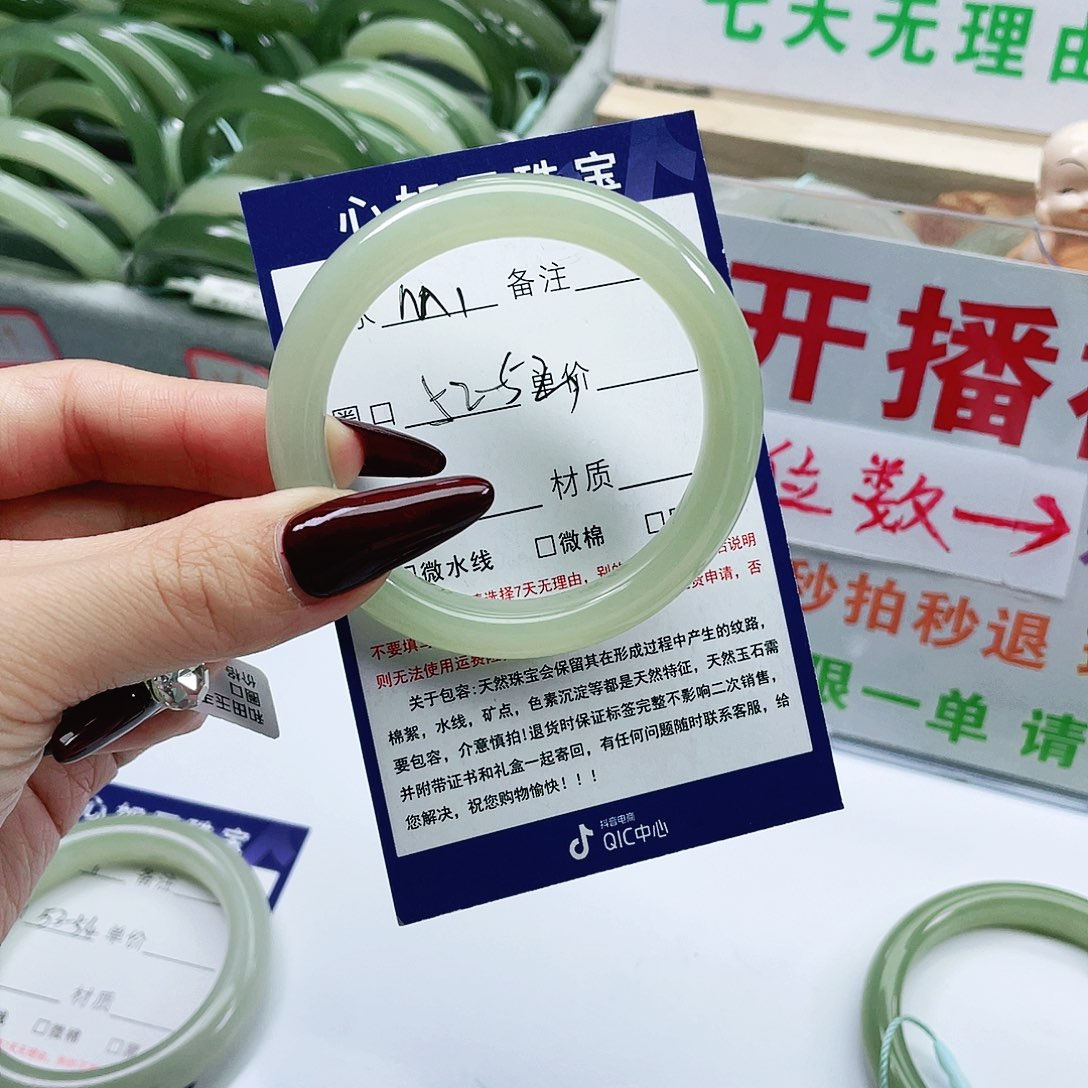 七天无理由
宝
备注
52-53 单价
圈口
材质
微水线 □微棉
选择7天无理由，
说明
不要填
申请，否
则无法使用运费
关于包容：天然珠宝会保留其在形成过程中产生的纹路，
棉絮，水线，矿点，色素沉淀等都是天然特征，天然玉石需
要包容，介意慎拍！退货时保证标签完整不影响二次销售，
并附带证书和礼盒一起寄回，有任何问题随时联系客服，给
您解决，祝您购物愉快！！！
抖音电商
QIC中心
开播
位数→
秒拍秒退
限一单 请
和田玉
圈口
价格
备注
53-54 单价
材质
□微棉